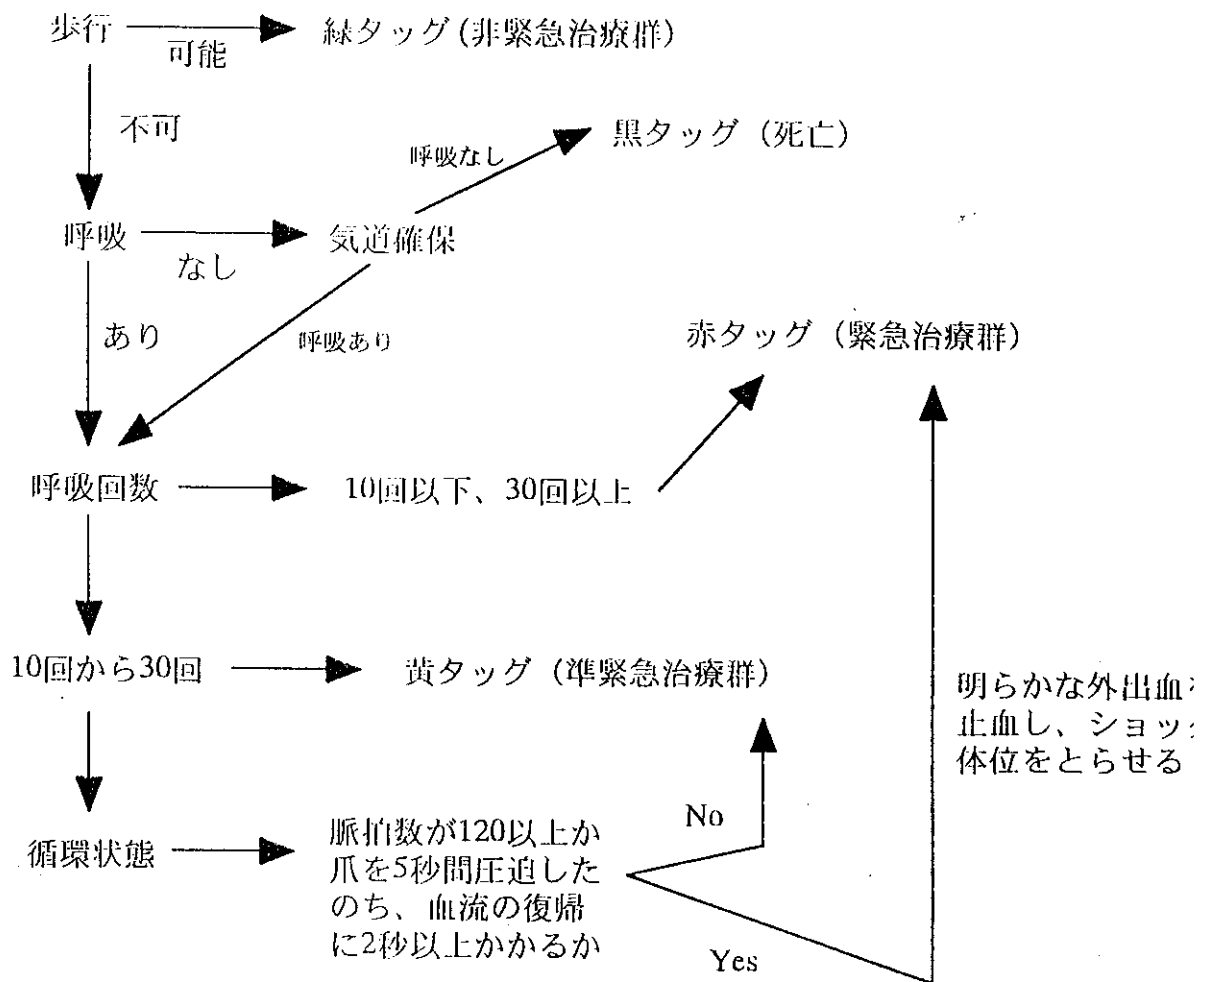 歩行
可能
緑タッグ(非緊急治療群)
不可
呼吸なし
黒タッグ（死亡）
呼吸
なし
気道確保
あり
呼吸あり
赤タッグ（緊急治療群）
呼吸回数
10回以下、30回以上
10回から30回
黄タッグ（準緊急治療群）
明らかな外出血
止血し、ショッ
体位をとらせる
No
循環状態
脈拍数が120以上か
爪を5秒間圧迫した
のち、血流の復帰
に2秒以上かかるか
Yes